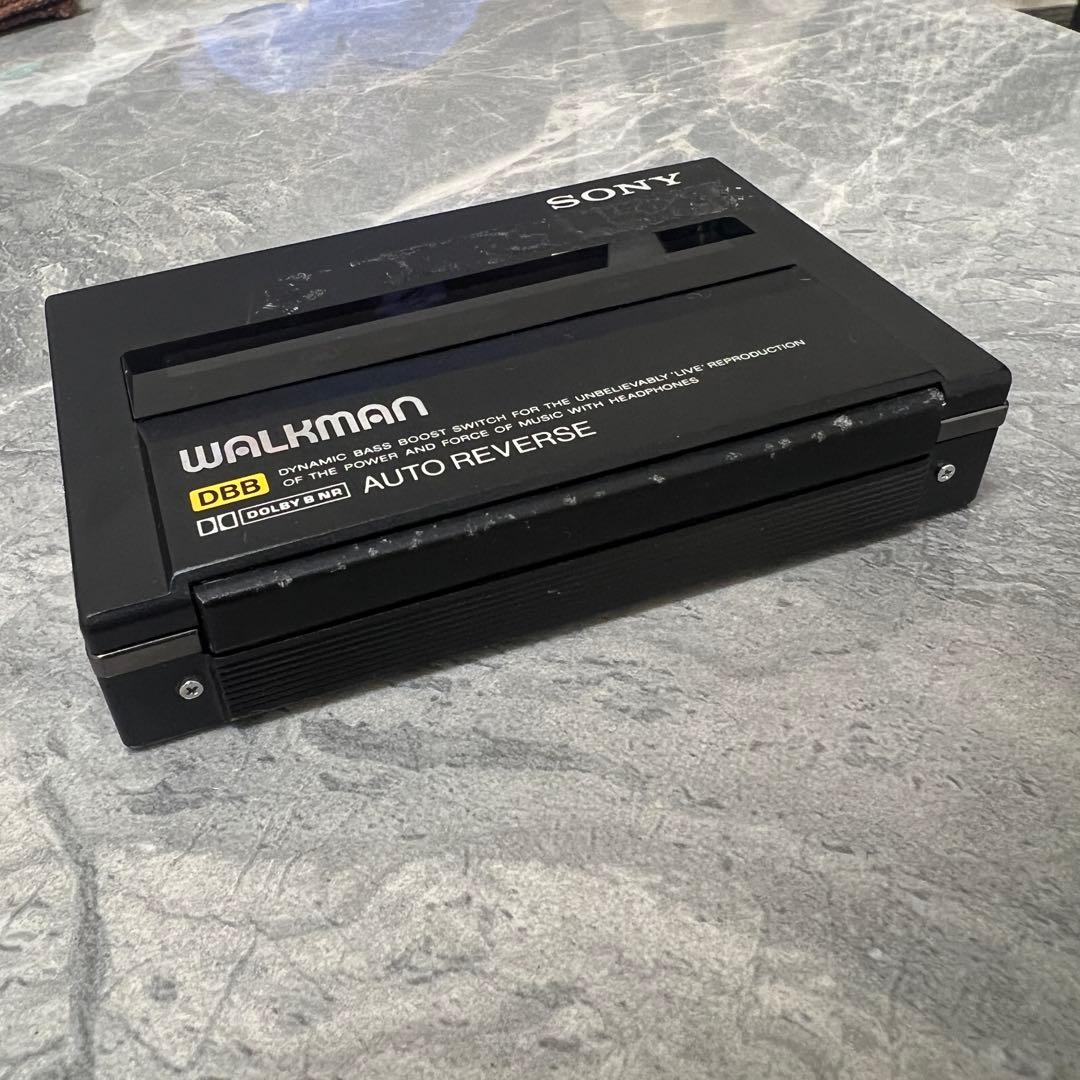 SONY
WALKMAN
DBB
DYNAMIC BASS BOOST SWITCH FOR THE UNBELIEVABLY 'LIVE' REPRODUCTION
OF THE POWER AND FORCE OF MUSIC WITH HEADPHONES
DOLBY B NR
AUTO REVERSE